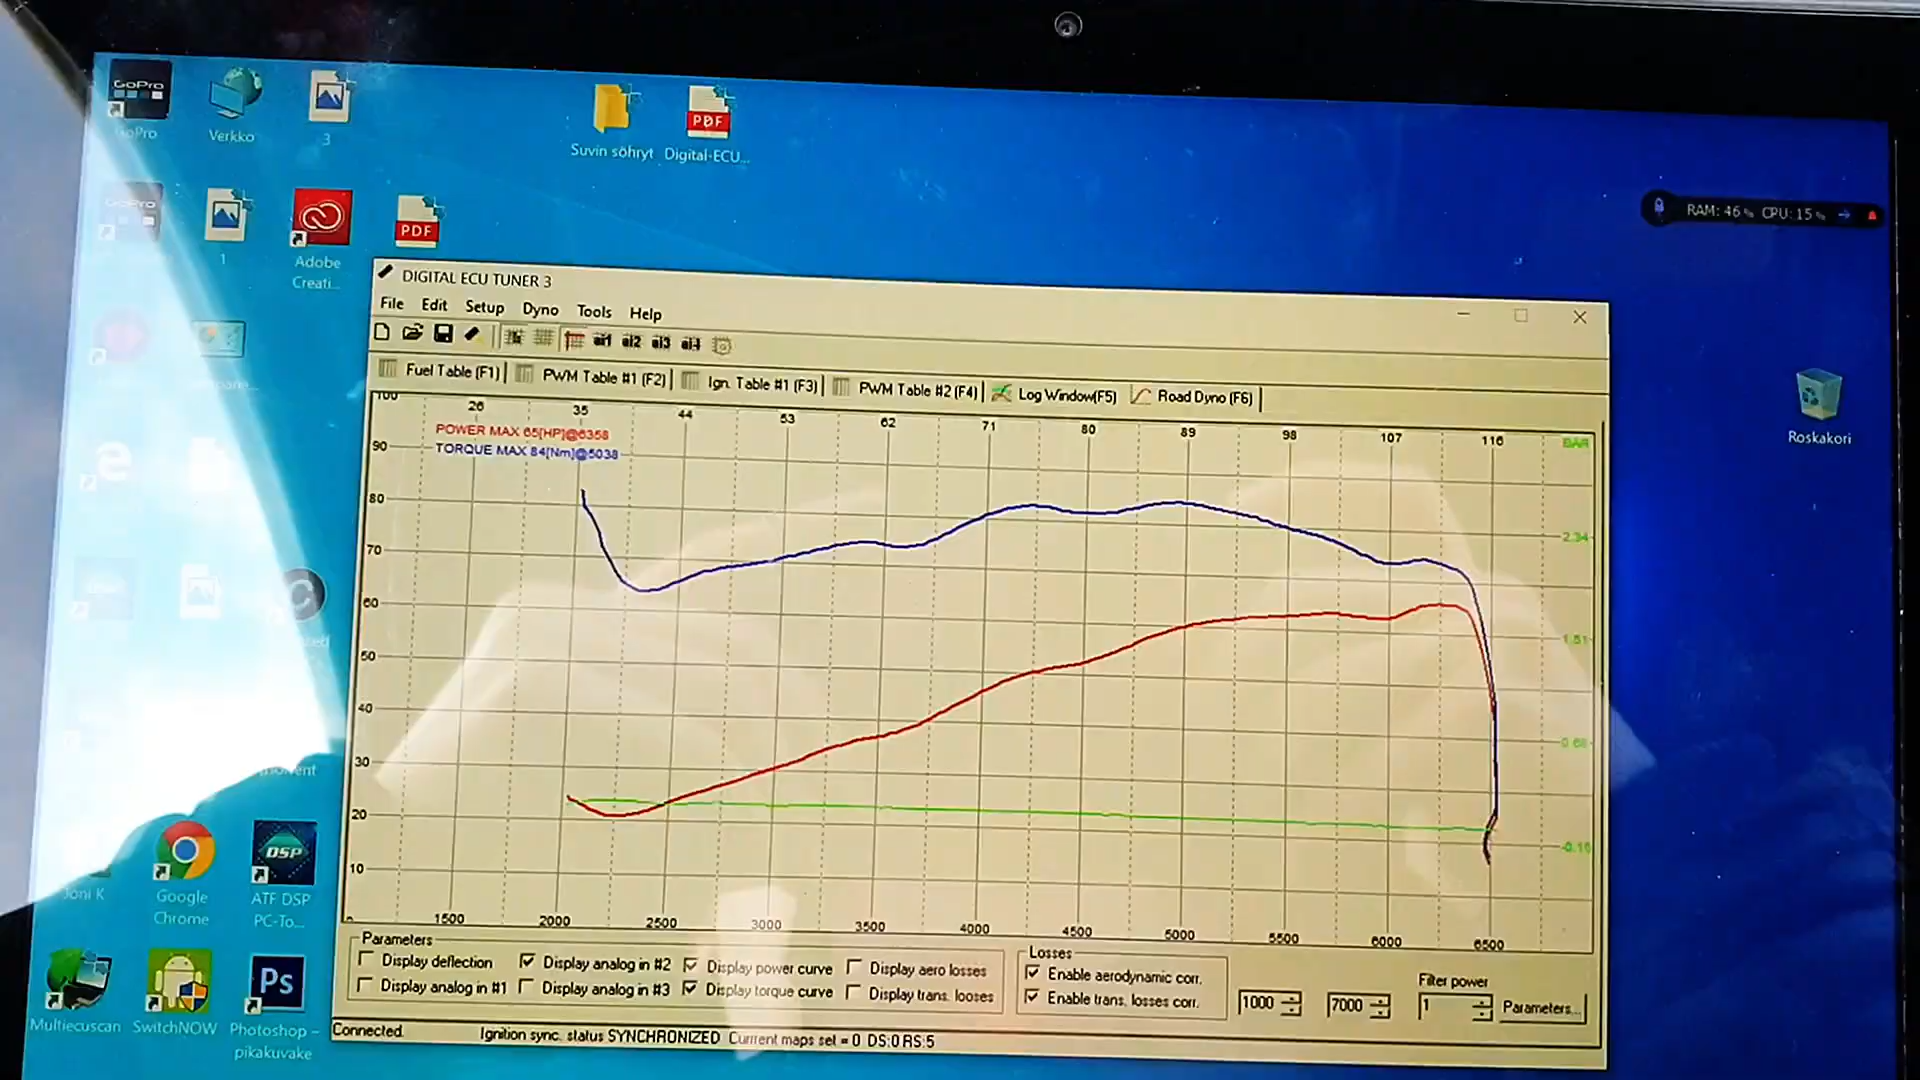 GoPro
Verkko
3
Suvin söhryt
PDF
Digital-ECU...
RAM: 46% CPU: 15%
GoPro
1
Adobe
Creati...
PDF
DIGITAL ECU TUNER 3
File Edit Setup Dyno Tools Help
Fuel Table (F1) PWM Table #1 (F2) Ign. Table #1 (F3) PWM Table #2 (F4) Log Window(F5) Road Dyno (F6)
100 26 35 44 53 62 71 80 89 98 107 116 BAR
POWER MAX 65[HP]@6358
TORQUE MAX 84[Nm]@5038
90
80
70
60
50
40
30
20
10
2.34
1.51
0.68
-0.16
1500 2000 2500 3000 3500 4000 4500 5000 5500 6000 6500
Parameters
Display deflection Display analog in #2 Display power curve Display aero losses
Display analog in #1 Display analog in #3 Display torque curve Display trans. looses
Losses
Enable aerodynamic corr.
Enable trans. losses corr.
1000 7000
Filter power
1 Parameters...
Connected. Ignition sync. status SYNCHRONIZED Current maps set = 0 DS:0 RS:5
Roskakori
Joni K
Google
Chrome
DSP
ATF DSP
PC-To...
Multiecuscan
SwitchNOW
Ps
Photoshop –
pikakuvake